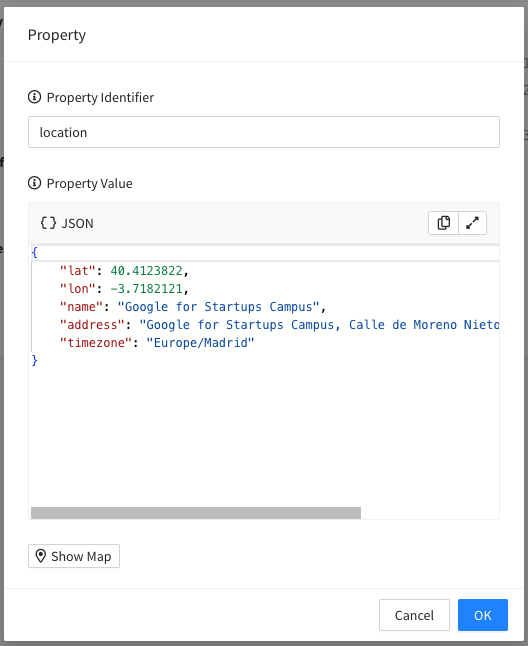 Property
Property Identifier
location
Property Value
{} JSON
{
"lat": 40.4123822,
"lon": -3.7182121,
"name": "Google for Startups Campus",
"address": "Google for Startups Campus, Calle de Moreno Nieto
"timezone": "Europe/Madrid"
}
Show Map
Cancel
OK